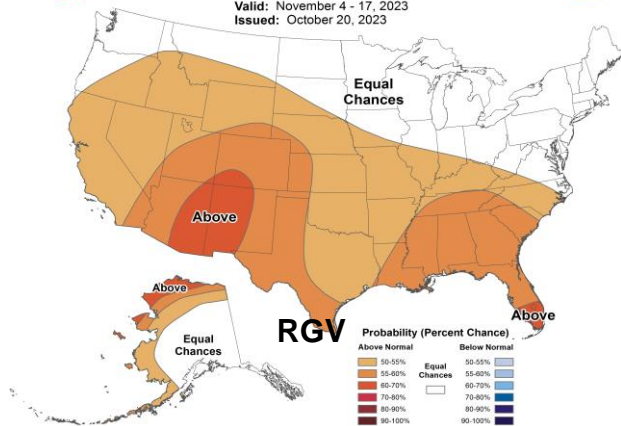 Valid: November 4 - 17, 2023
Issued: October 20, 2023
Equal
Chances
Above
Above
Equal
Chances
RGV
Above
Probability (Percent Chance)
Above Normal
Below Normal
Equal
Chances
50-55%
55-60%
60-70%
70-80%
80-90%
90-100%
50-55%
55-60%
60-70%
70-80%
80-90%
90-100%